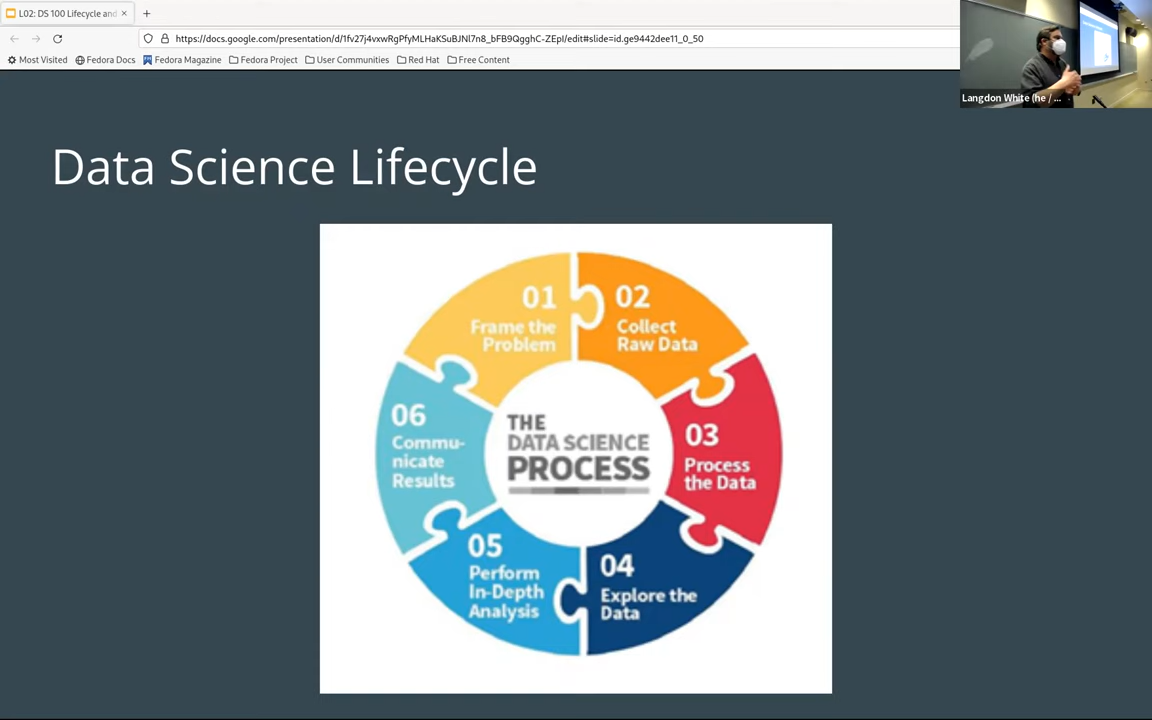 L02: DS 100 Lifecycle and
https://docs.google.com/presentation/d/1fv27j4vxwRgPfyMLHaKSuBJNl7n8_bFB9QgghC-ZEpI/edit#slide=id.ge9442dee11_0_50
Most Visited
Fedora Docs
Fedora Magazine
Fedora Project
User Communities
Red Hat
Free Content
Langdon White (he / ...
Data Science Lifecycle
01
Frame the
Problem
02
Collect
Raw Data
03
Process
the Data
04
Explore the
Data
05
Perform
In-Depth
Analysis
06
Commu-
nicate
Results
THE
DATA SCIENCE
PROCESS